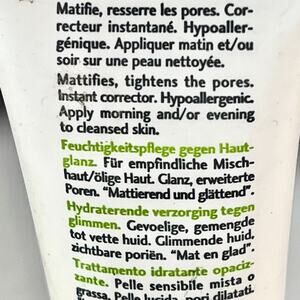 Matifie, resserre les pores. Cor-
recteur instantané. Hypoaller-
génique. Appliquer matin et/ou
soir sur une peau nettoyée.
Mattifies, tightens the pores.
Instant corrector. Hypoallergenic.
Apply morning and/or evening
to cleansed skin.
Feuchtigkeitspflege gegen Haut-
glanz. Für empfindliche Misch-
haut/ölige Haut. Glanz, erweiterte
Poren. “Mattierend und glättend”.
Hydraterende verzorging tegen
glimmen. Gevoelige, gemengde
tot vette huid. Glimmende huid,
zichtbare poriën. “Mat en glad”.
Trattamento idratante opaciz-
zante. Pelle sensibile mista o
grassa. Pelle lucida, pori dilatati.